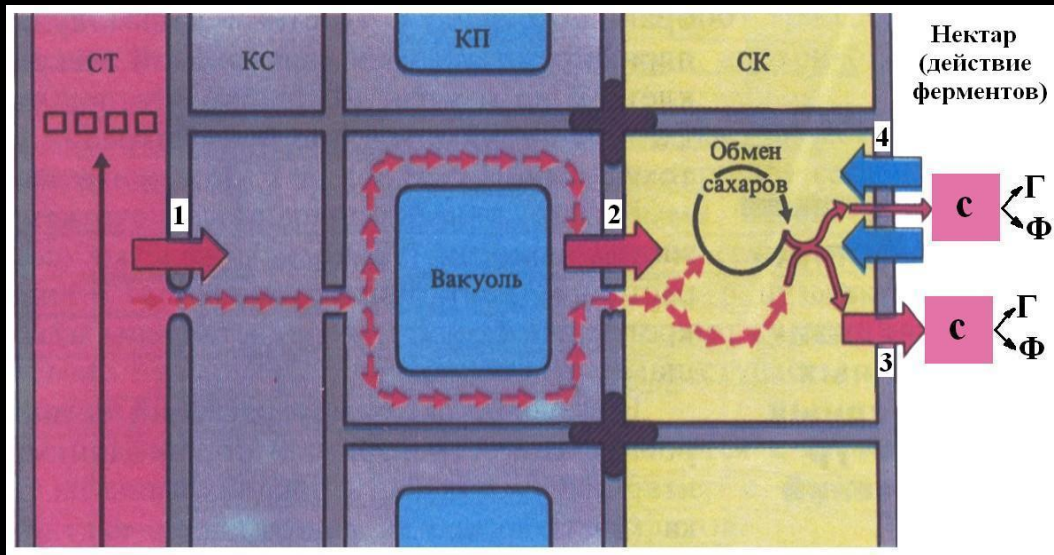 СТ
КС
КП
СК
Нектар
(действие
ферментов)
1
2
Обмен
сахаров
4
с
Г
Ф
Вакуоль
3
с
Г
Ф